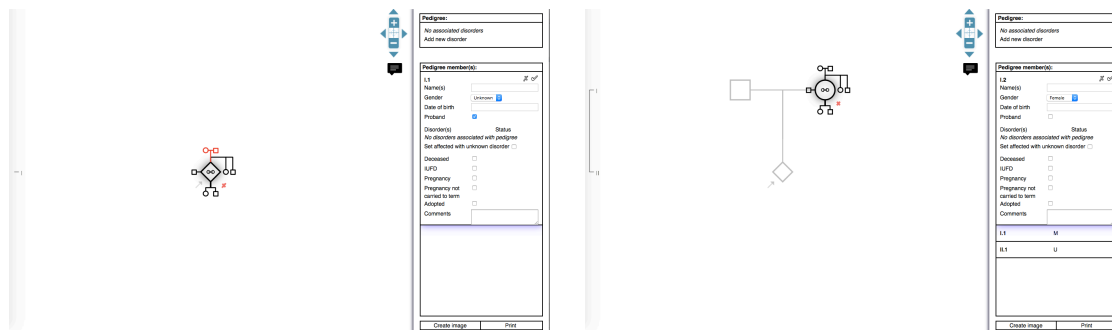 Pedigree:
No associated disorders
Add new disorder
Pedigree member(s):
I.1
Name(s)
Gender Unknown
Date of birth
Proband
Disorder(s) Status
No disorders associated with pedigree
Set affected with unknown disorder
Deceased
IUFD
Pregnancy
Pregnancy not
carried to term
Adopted
Comments
Create image Print
I
Pedigree:
No associated disorders
Add new disorder
Pedigree member(s):
I.2
Name(s)
Gender Female
Date of birth
Proband
Disorder(s) Status
No disorders associated with pedigree
Set affected with unknown disorder
Deceased
IUFD
Pregnancy
Pregnancy not
carried to term
Adopted
Comments
I.1 M
II.1 U
Create image Print
I
II